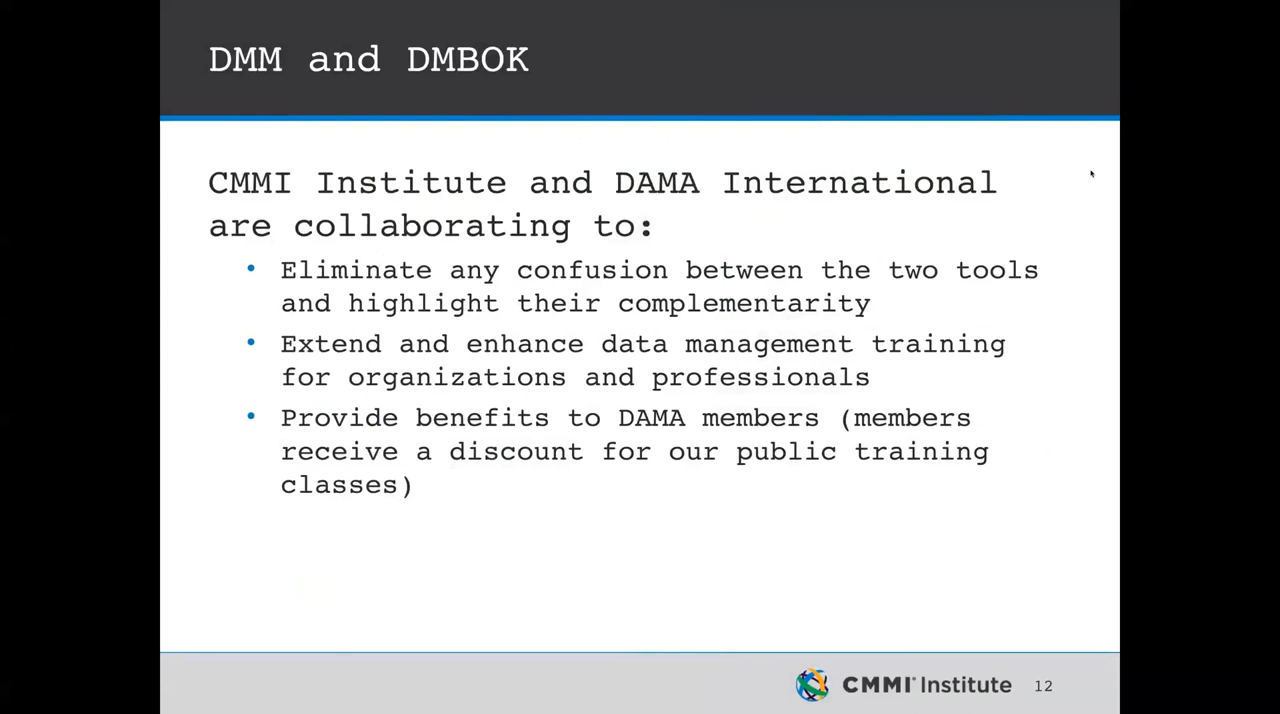 DMM and DMBOK
CMMI Institute and DAMA International
are collaborating to:
• Eliminate any confusion between the two tools
and highlight their complementarity
• Extend and enhance data management training
for organizations and professionals
• Provide benefits to DAMA members (members
receive a discount for our public training
classes)
CMMI® Institute 12